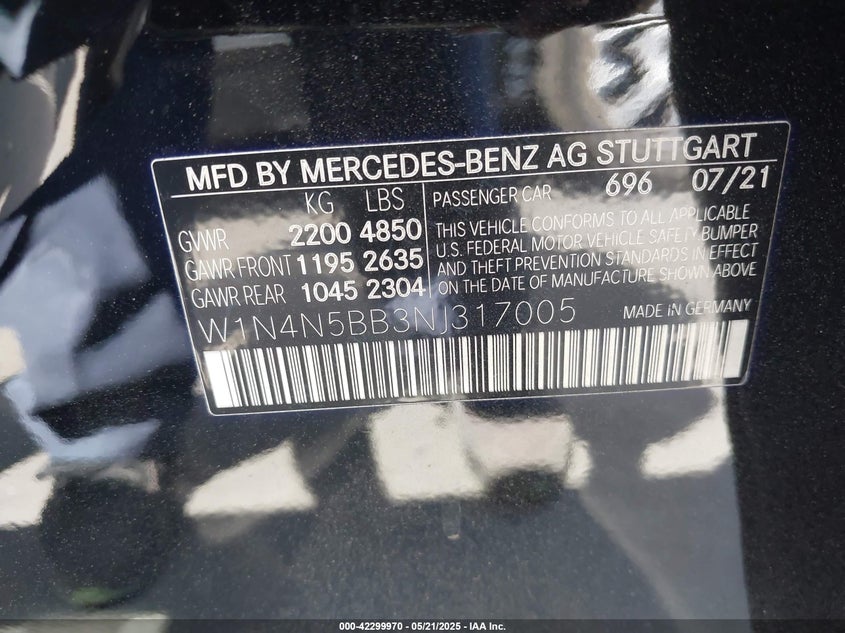 MFD BY MERCEDES-BENZ AG STUTTGART
KG LBS
GVWR 2200 4850
GAWR FRONT 1195 2635
GAWR REAR 1045 2304
PASSENGER CAR 696 07/21
THIS VEHICLE CONFORMS TO ALL APPLICABLE
U.S. FEDERAL MOTOR VEHICLE SAFETY BUMPER
AND THEFT PREVENTION STANDARDS IN EFFECT
ON THE DATE OF MANUFACTURE SHOWN ABOVE
W1N4N5BB3NJ317005
MADE IN GERMANY
000-42299970 - 05/21/2025 - IAA Inc.